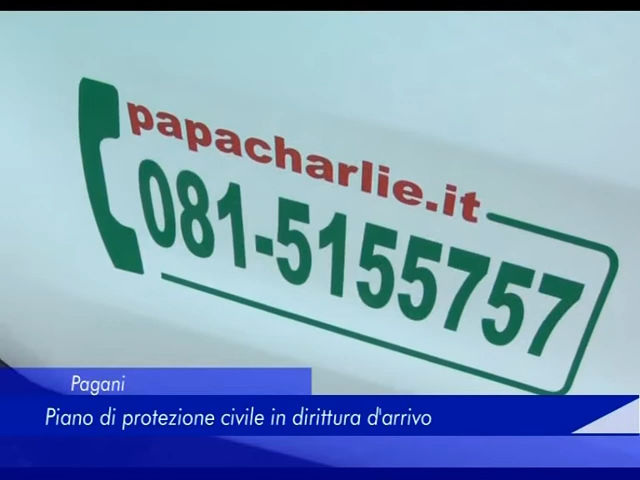 papacharlie.it
081-5155757
Pagani
Piano di protezione civile in dirittura d'arrivo